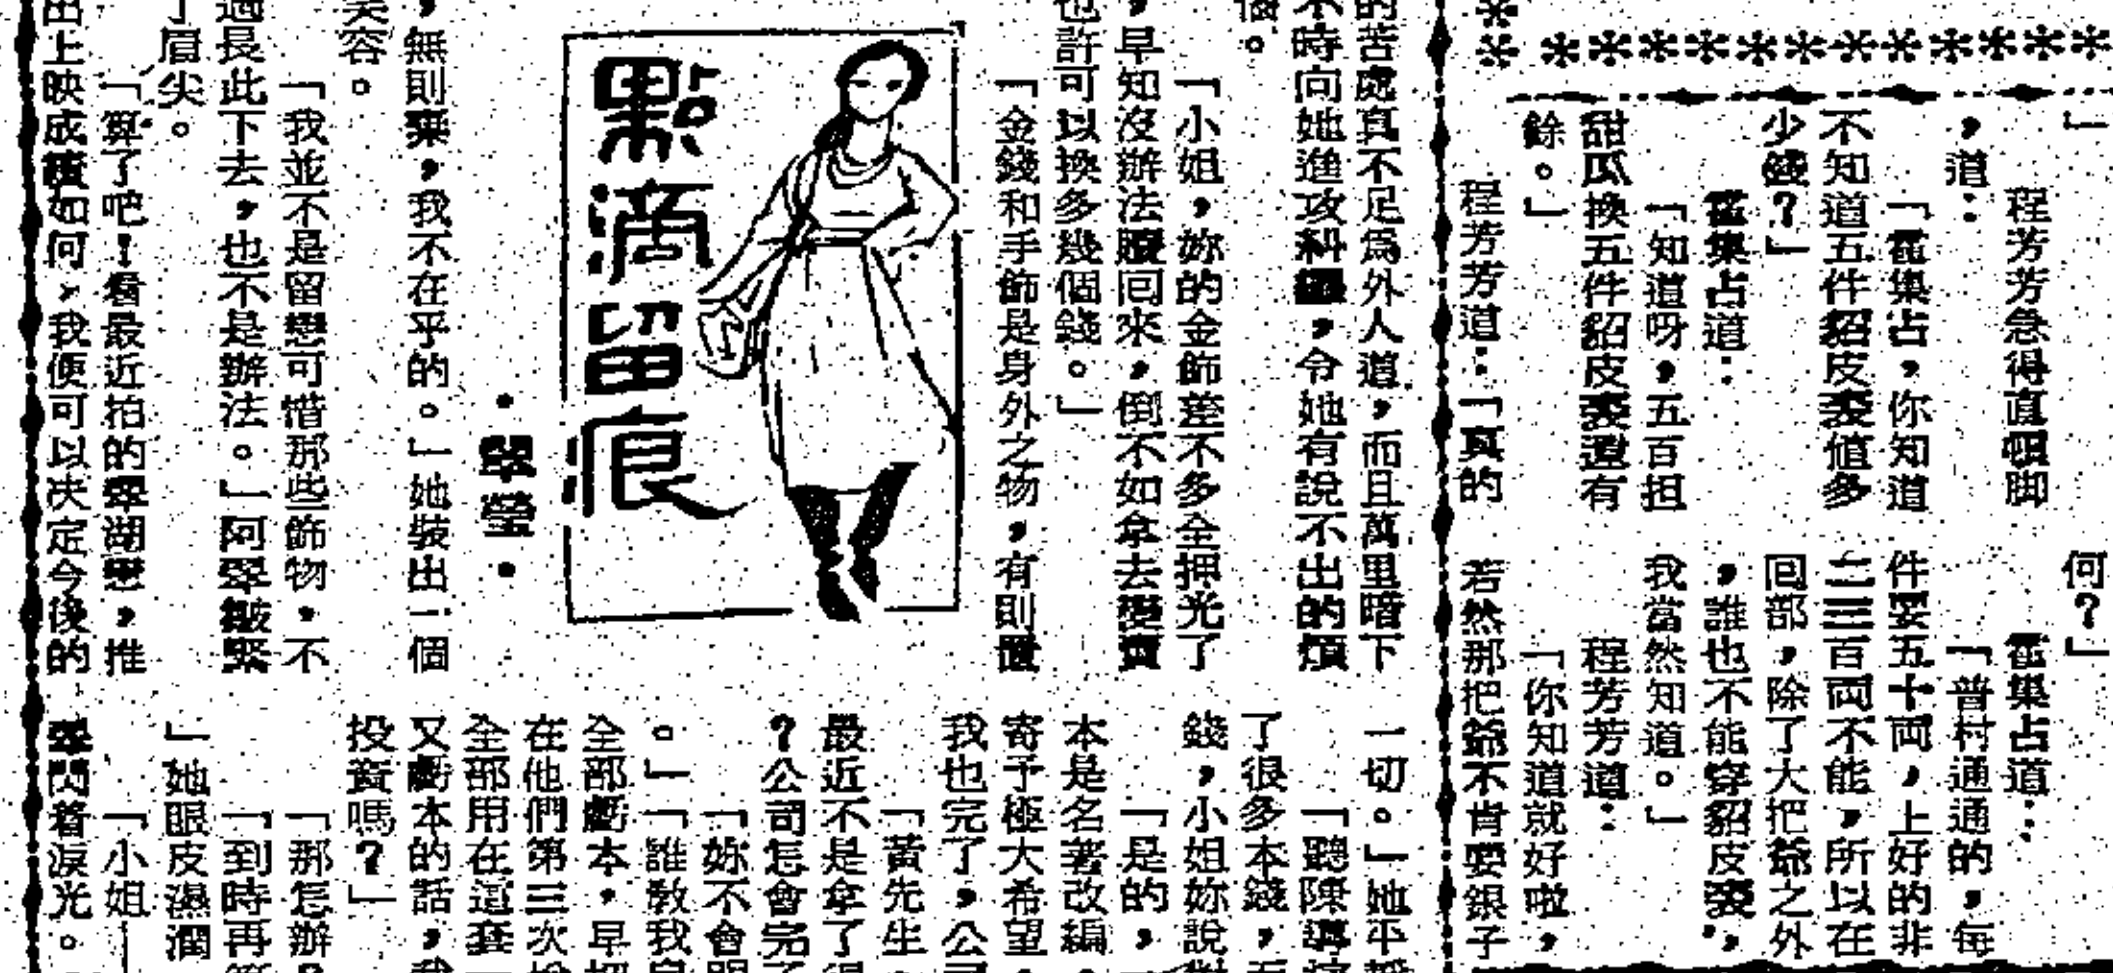 」
程芳芳急得直頓脚
，道：
「霍集占，你知道
不知道五件貂皮裘值多
少錢？」
霍集占道：
「知道呀，五百担
甜瓜換五件貂皮裘還有
餘。」
程芳芳道：「真的
何？」
霍集占道：
「普村通通的，每
件要五十両，上好的非
二三百両不能，所以在
回部，除了大把爺之外
，誰也不能穿貂皮裘，
我當然知道。」
程芳芳道：
「你知道就好啦，
若然那把爺不肯要銀子
點滴留痕
・翠瑩・
的苦處真不足為外人道，而且萬里暗下
不時向她進攻糾纏，令她有說不出的煩
惱。
「小姐，妳的金飾差不多全押光了
，早知沒辦法贖回來，倒不如拿去變賣
也許可以換多幾個錢。」
「金錢和手飾是身外之物，有則置
，無則棄，我不在乎的。」她裝出一個
笑容。
「我並不是留戀可惜那些飾物，不
過長此下去，也不是辦法。」阿翠皺緊
了眉尖。
「算了吧！看最近拍的翠湖戀，推
出上映成績如何，我便可以决定今後的
一切。」她平靜
「聽陳導
了很多本錢，
錢，小姐妳說
「是的，
本是名著改編
寄予極大希望
我也完了，公司
「黃先生
最近不是拿了
？公司怎會完了
「妳不會
。」「誰教我
全部虧本，早
在他們第三次
全部用在這套
又虧本的話，我
投資嗎？」
「那怎辦？
「到時再
」她眼皮濕潤
「小姐
翠閃着淚光。